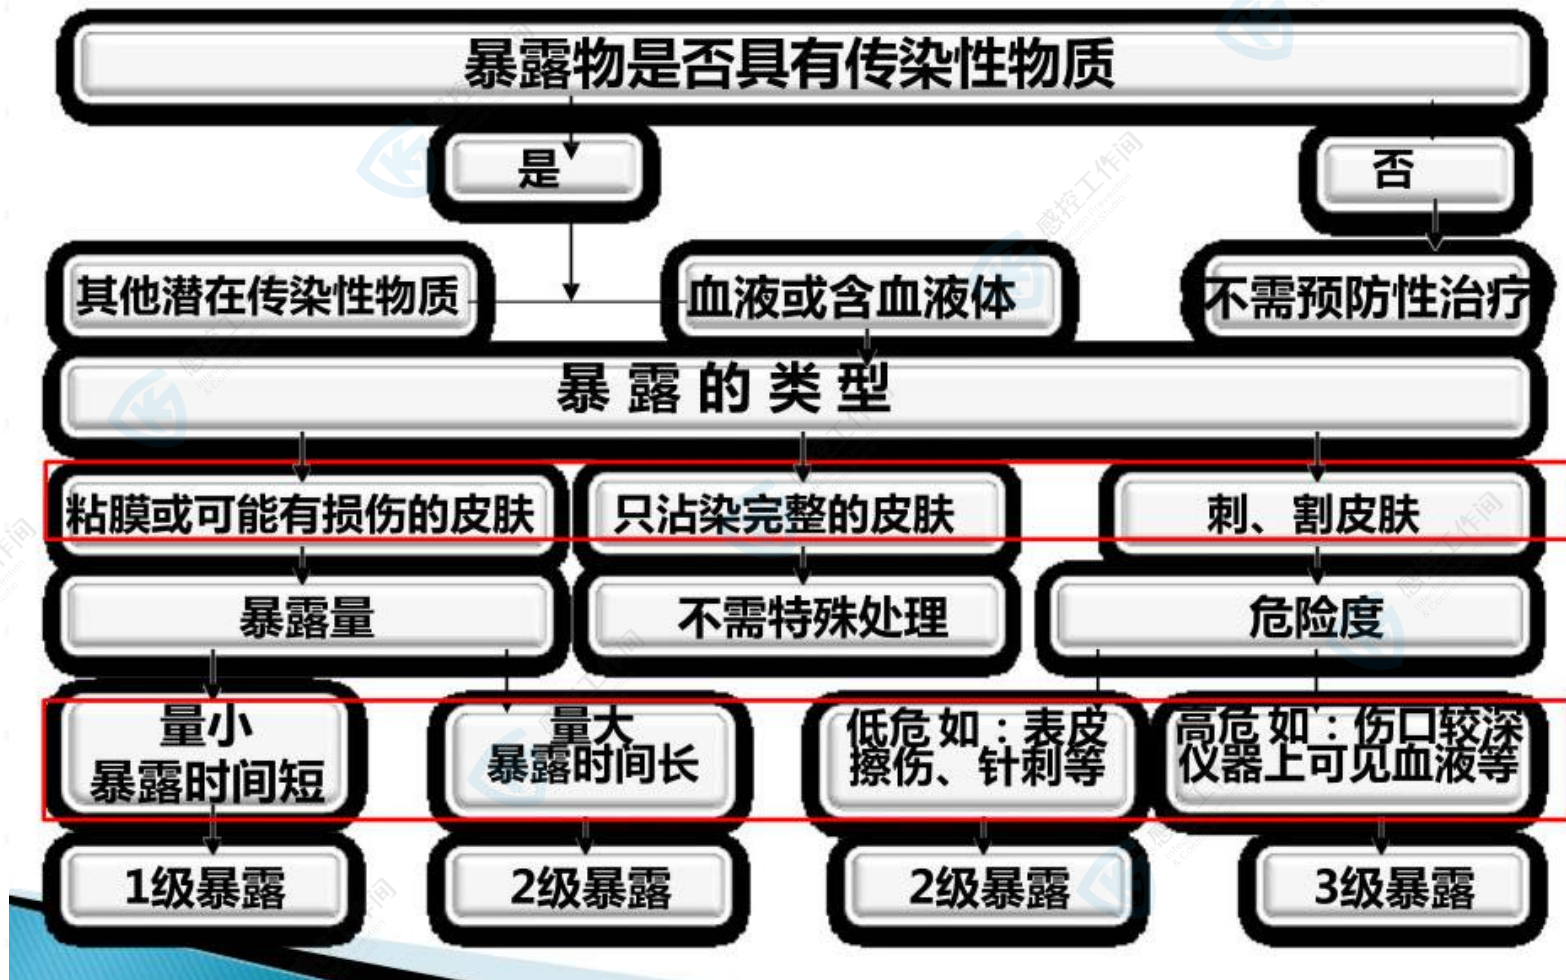 暴露物是否具有传染性物质
是
否
其他潜在传染性物质
血液或含血液体
不需预防性治疗
暴露的类型
粘膜或可能有损伤的皮肤
只沾染完整的皮肤
刺、割皮肤
暴露量
不需特殊处理
危险度
量小
暴露时间短
量大
暴露时间长
低危 如：表皮
擦伤、针刺等
高危 如：伤口较深
仪器上可见血液等
1级暴露
2级暴露
2级暴露
3级暴露
感控工作间